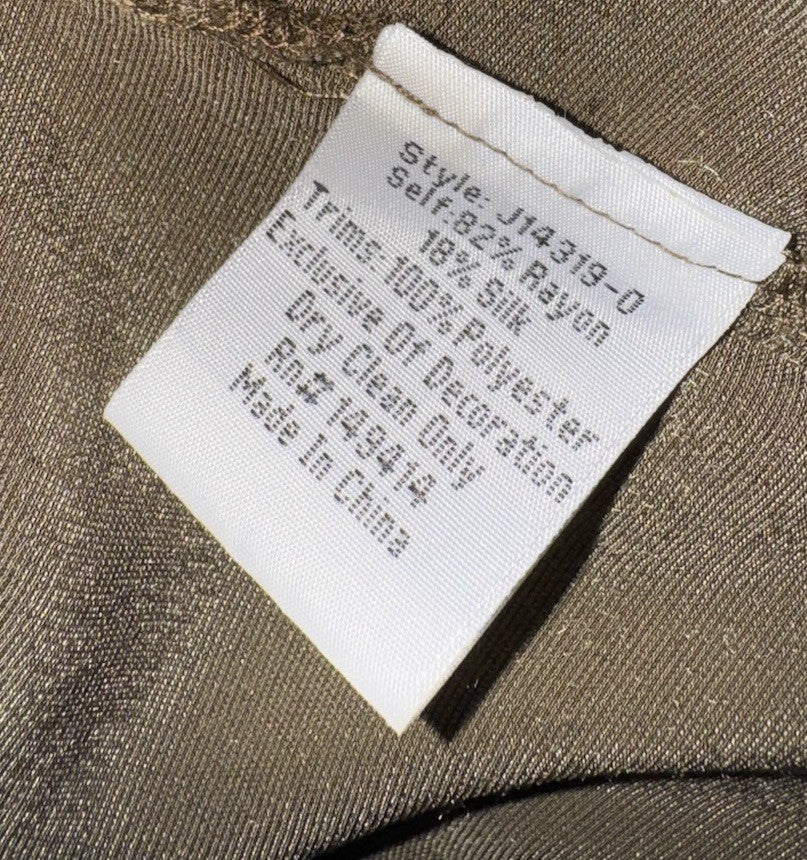 Style: J14319-O
Self:82% Rayon
18% Silk
Trims: 100% Polyester
Exclusive Of Decoration
Dry Clean Only
Rn# 149414
Made In China